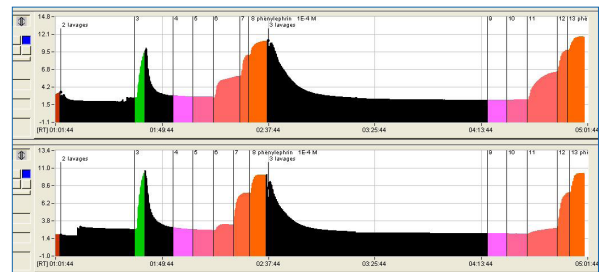 14.8-
3 4 5 6 7 8 phénylephrin 1E-4 M 9 10 11 12 13 phé
2 lavages 3 lavages
12.1-
9.5-
6.8-
4.2-
1.5-
-1.1-
[RT] 01:01:44 01:49:44 02:37:44 03:25:44 04:13:44 05:01:44
13.4-
3 4 5 6 7 8 phénylephrin 1E-4 M 9 10 11 12 13 phé
2 lavages 3 lavages
11.0-
8.6-
6.2-
3.8-
1.4-
-1.0-
[RT] 01:01:44 01:49:44 02:37:44 03:25:44 04:13:44 05:01:44